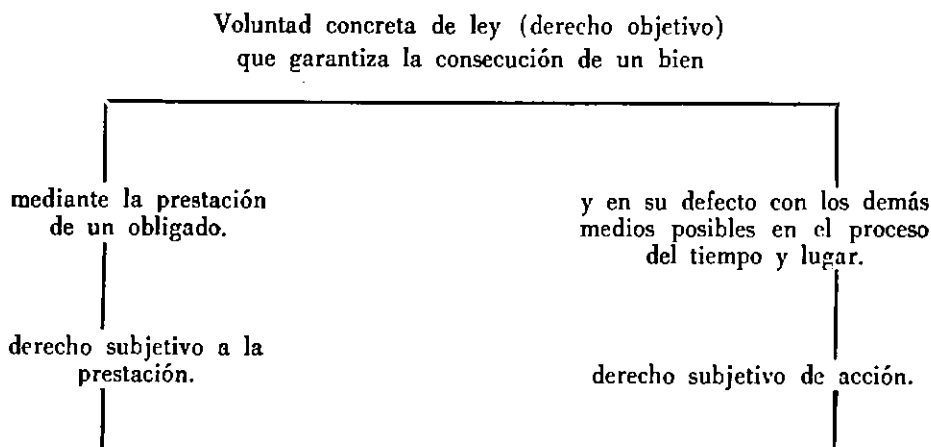 Voluntad concreta de ley (derecho objetivo)
que garantiza la consecución de un bien
mediante la prestación
de un obligado.
y en su defecto con los demás
medios posibles en el proceso
del tiempo y lugar.
derecho subjetivo a la
prestación.
derecho subjetivo de acción.